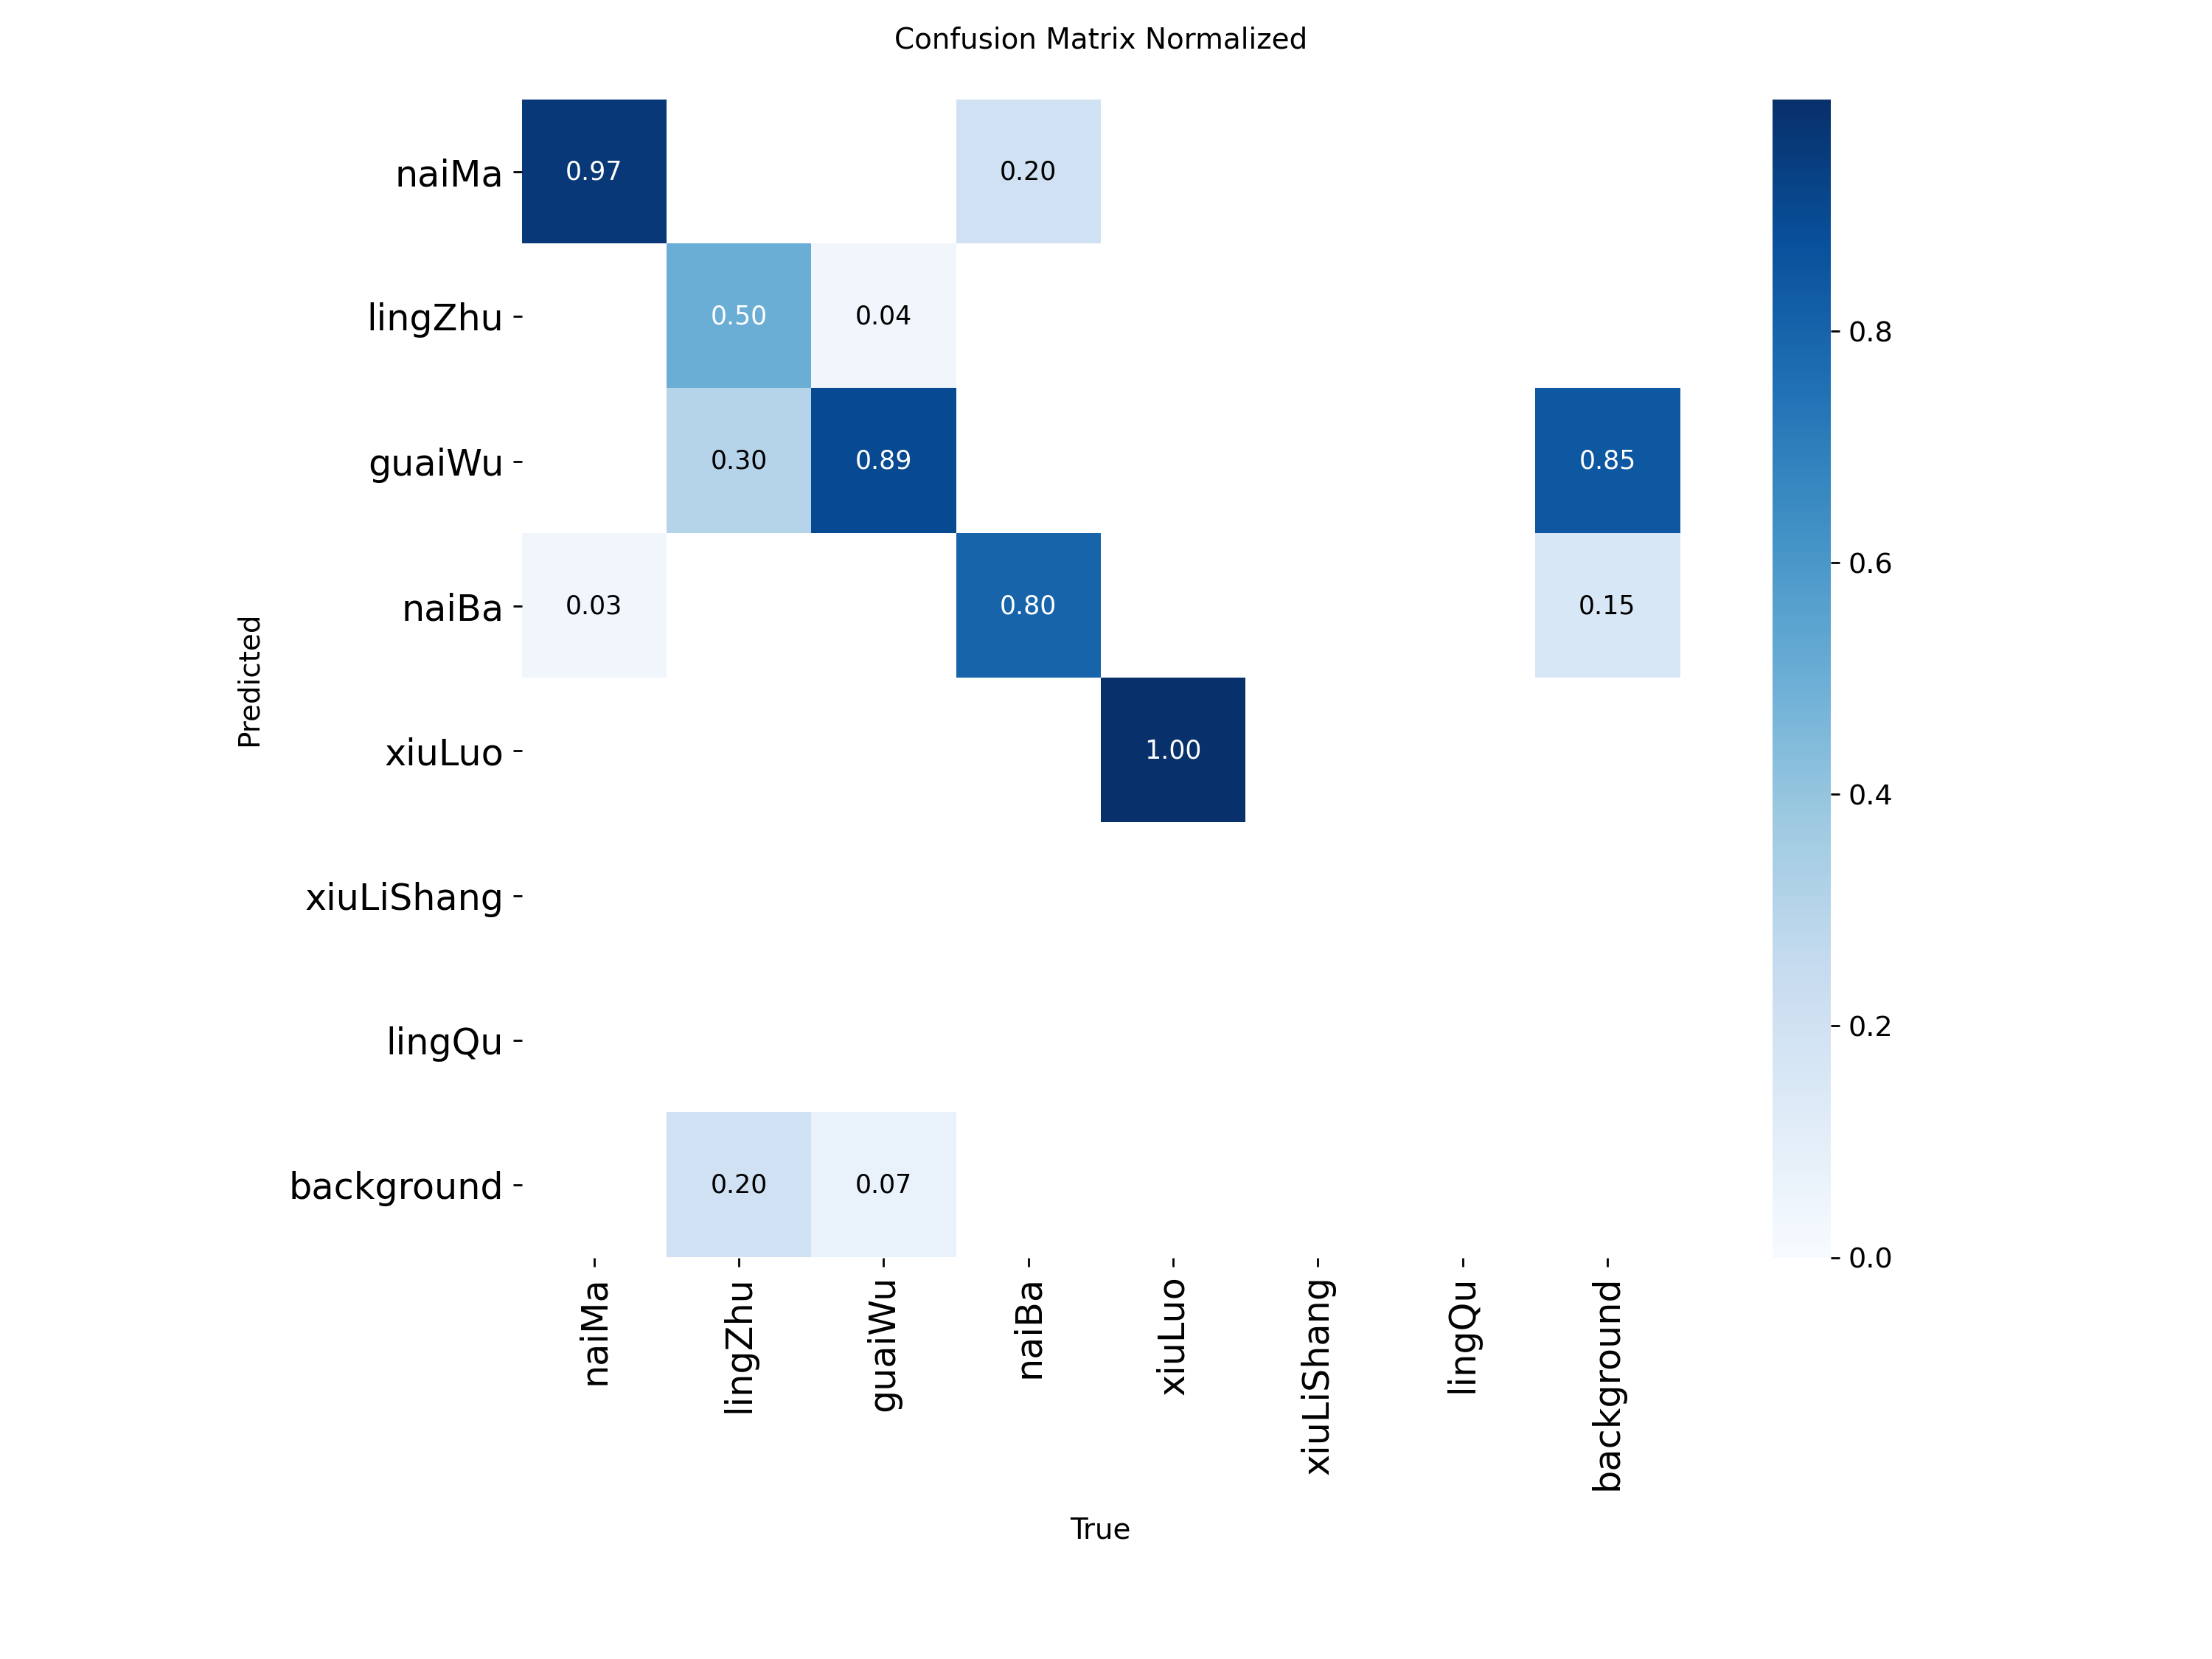 Confusion Matrix Normalized
naiMa
0.97
0.20
lingZhu
0.50
0.04
0.8
guaiWu
0.30
0.89
0.85
0.6
naiBa
0.03
0.80
0.15
Predicted
xiuLuo
1.00
0.4
xiuLiShang
lingQu
0.2
background
0.20
0.07
0.0
naiMa
lingZhu
guaiWu
naiBa
xiuLuo
xiuLiShang
lingQu
background
True